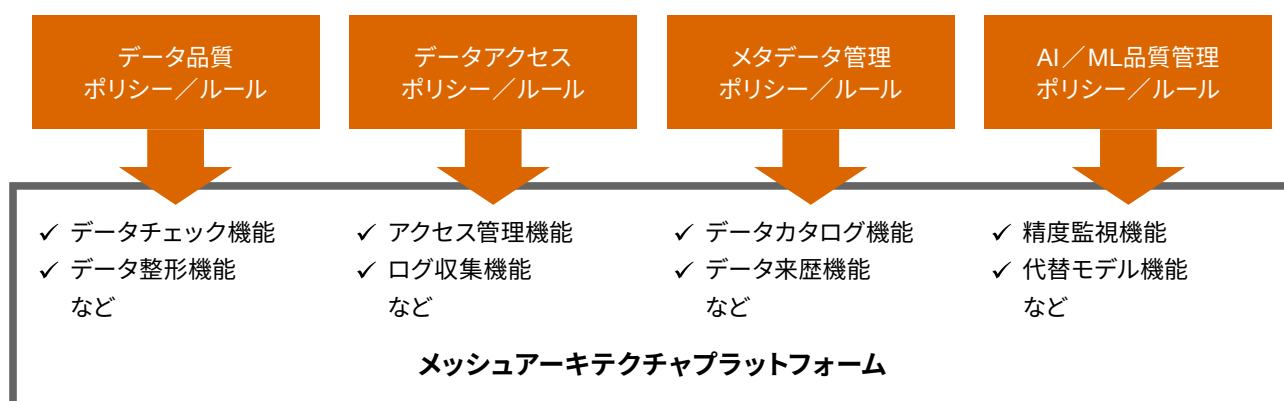 データ品質
ポリシー／ルール
データアクセス
ポリシー／ルール
メタデータ管理
ポリシー／ルール
AI／ML品質管理
ポリシー／ルール
✓ データチェック機能
✓ データ整形機能
など
✓ アクセス管理機能
✓ ログ収集機能
など
✓ データカタログ機能
✓ データ来歴機能
など
✓ 精度監視機能
✓ 代替モデル機能
など
メッシュアーキテクチャプラットフォーム